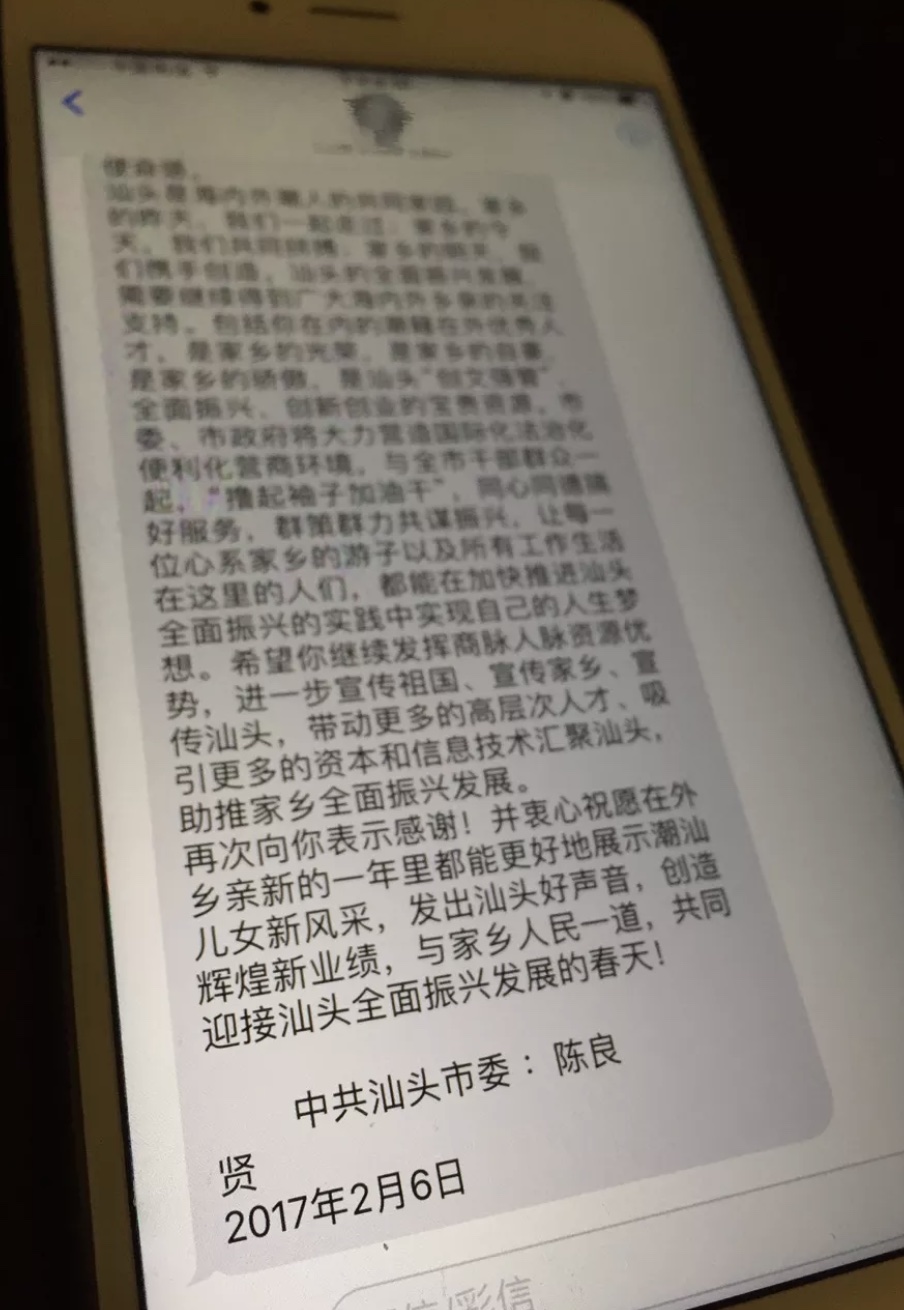 使命感。
汕头是海内外潮人的共同家园。家乡
的昨天，我们一起走过；家乡的今
天，我们共同拼搏；家乡的明天，我
们携手创造。汕头的全面振兴发展，
需要继续得到广大海内外乡亲的关注
支持。包括你在内的潮籍在外优秀人
才，是家乡的光荣，是家乡的自豪，
是家乡的骄傲，是汕头“创文强管”、
全面振兴、创新创业的宝贵资源。市
委、市政府将大力营造国际化法治化
便利化营商环境，与全市干部群众一
起，“撸起袖子加油干”，同心同德搞
好服务，群策群力共谋振兴，让每一
位心系家乡的游子以及所有工作生活
在这里的人们，都能在加快推进汕头
全面振兴的实践中实现自己的人生梦
想。希望你继续发挥商脉人脉资源优
势，进一步宣传祖国、宣传家乡、宣
传汕头，带动更多的高层次人才、吸
引更多的资本和信息技术汇聚汕头，
助推家乡全面振兴发展。
再次向你表示感谢！并衷心祝愿在外
乡亲新的一年里都能更好地展示潮汕
儿女新风采，发出汕头好声音，创造
辉煌新业绩，与家乡人民一道，共同
迎接汕头全面振兴发展的春天！
中共汕头市委：陈良
贤
2017年2月6日